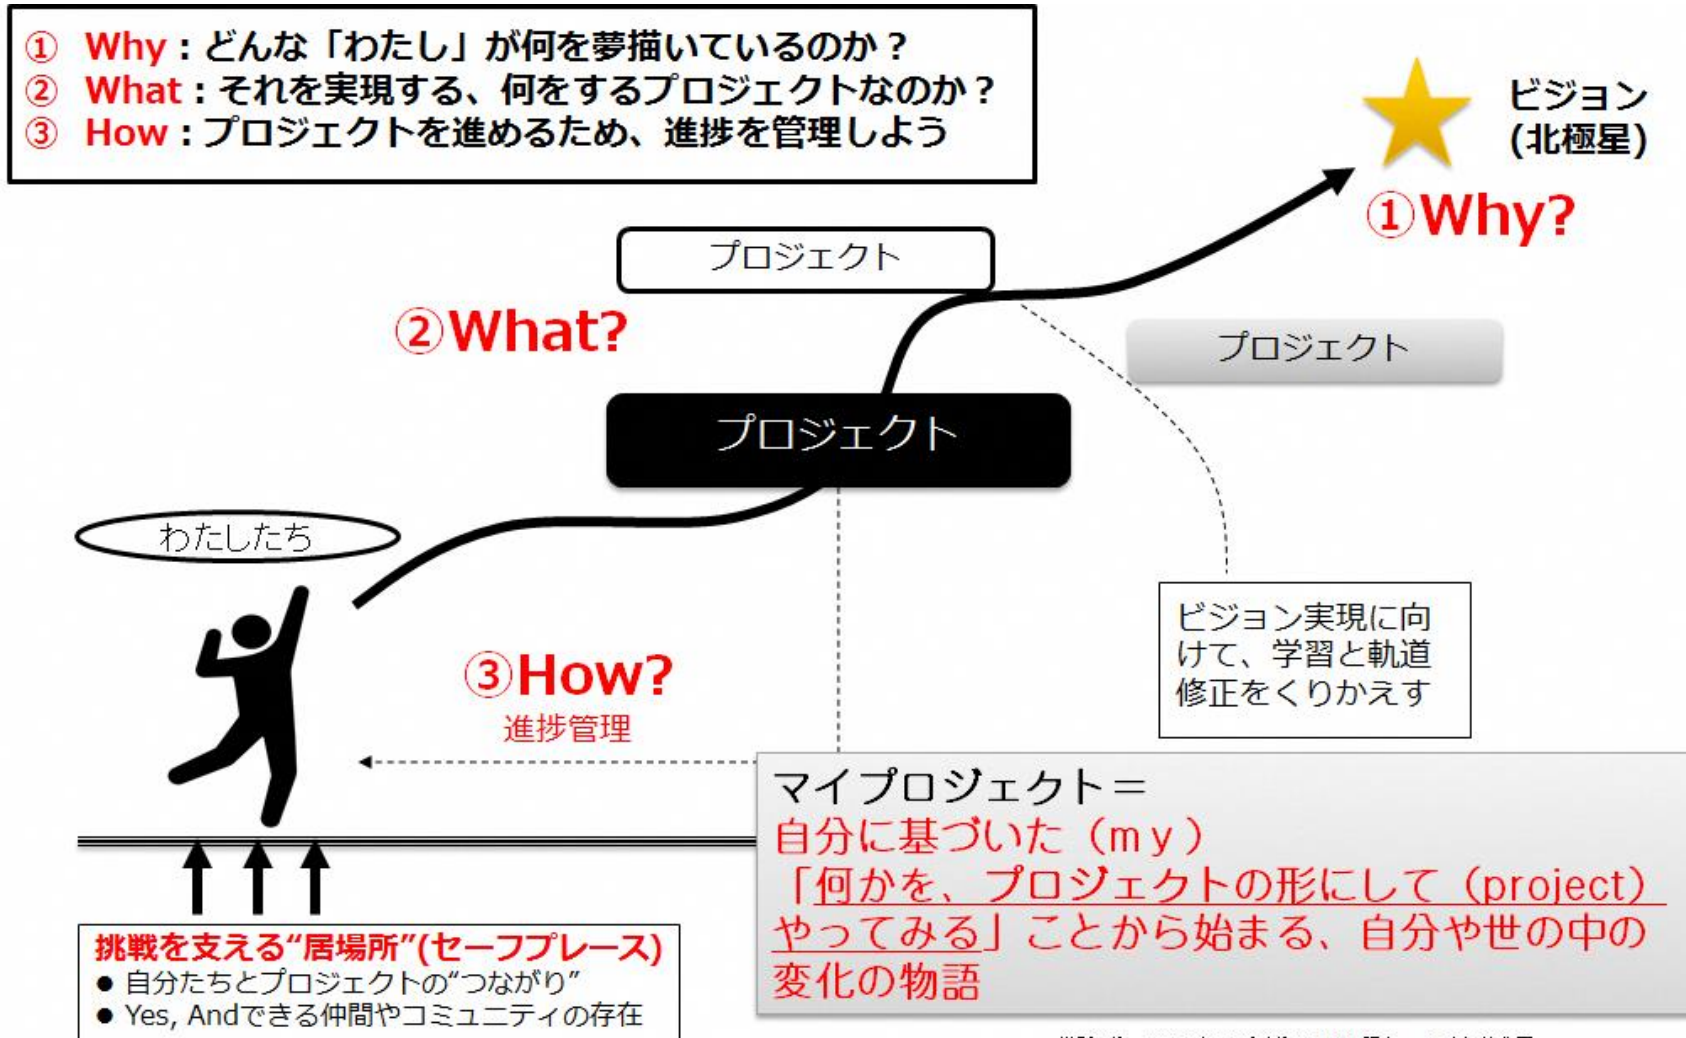 ① Why：どんな「わたし」が何を夢描いているのか？
② What：それを実現する、何をするプロジェクトなのか？
③ How：プロジェクトを進めるため、進捗を管理しよう
ビジョン
(北極星)
①Why?
プロジェクト
②What?
プロジェクト
プロジェクト
わたしたち
ビジョン実現に向
けて、学習と軌道
修正をくりかえす
③How?
進捗管理
マイプロジェクト＝
自分に基づいた（ｍｙ）
「何かを、プロジェクトの形にして（project）
やってみる」ことから始まる、自分や世の中の
変化の物語
挑戦を支える“居場所”(セーフプレース)
● 自分たちとプロジェクトの“つながり”
● Yes, Andできる仲間やコミュニティの存在